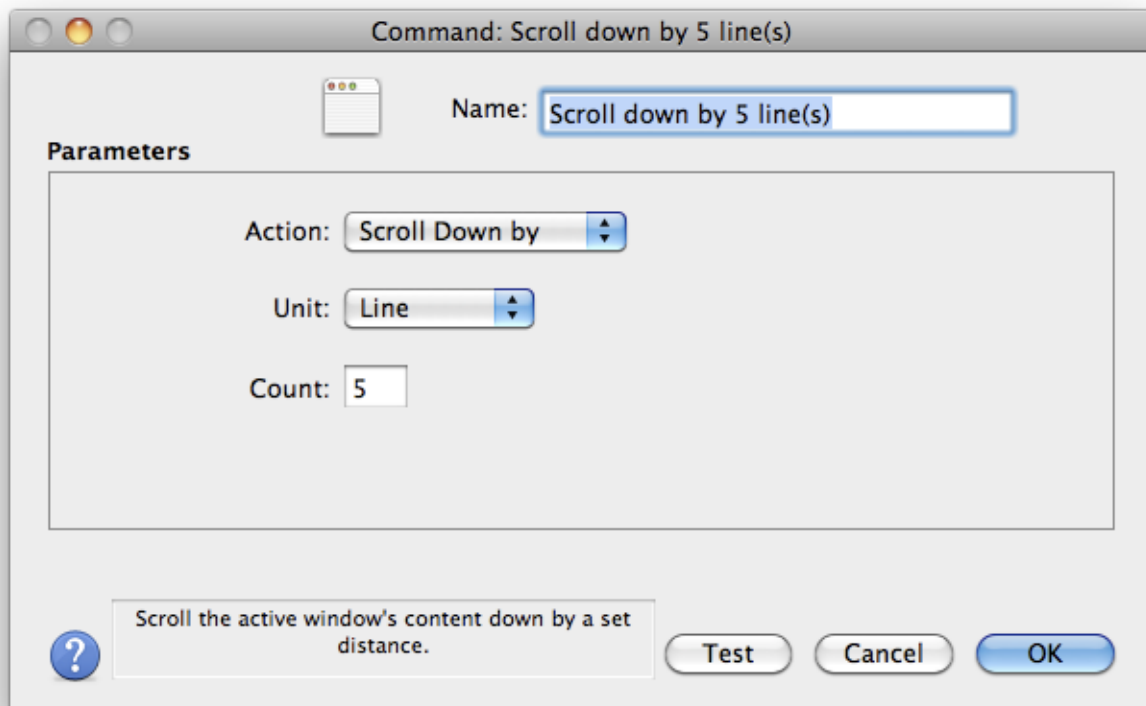 Command: Scroll down by 5 line(s)
Name: Scroll down by 5 line(s)
Parameters
Action: Scroll Down by
Unit: Line
Count: 5
Scroll the active window's content down by a set
distance.
? Test Cancel OK